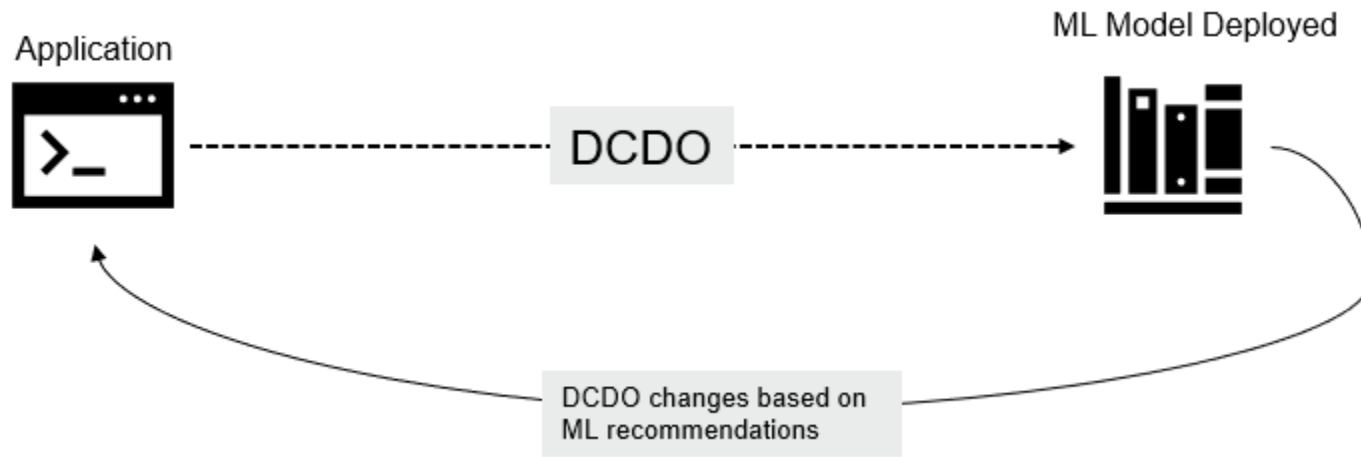 Application
ML Model Deployed
DCDO
DCDO changes based on
ML recommendations